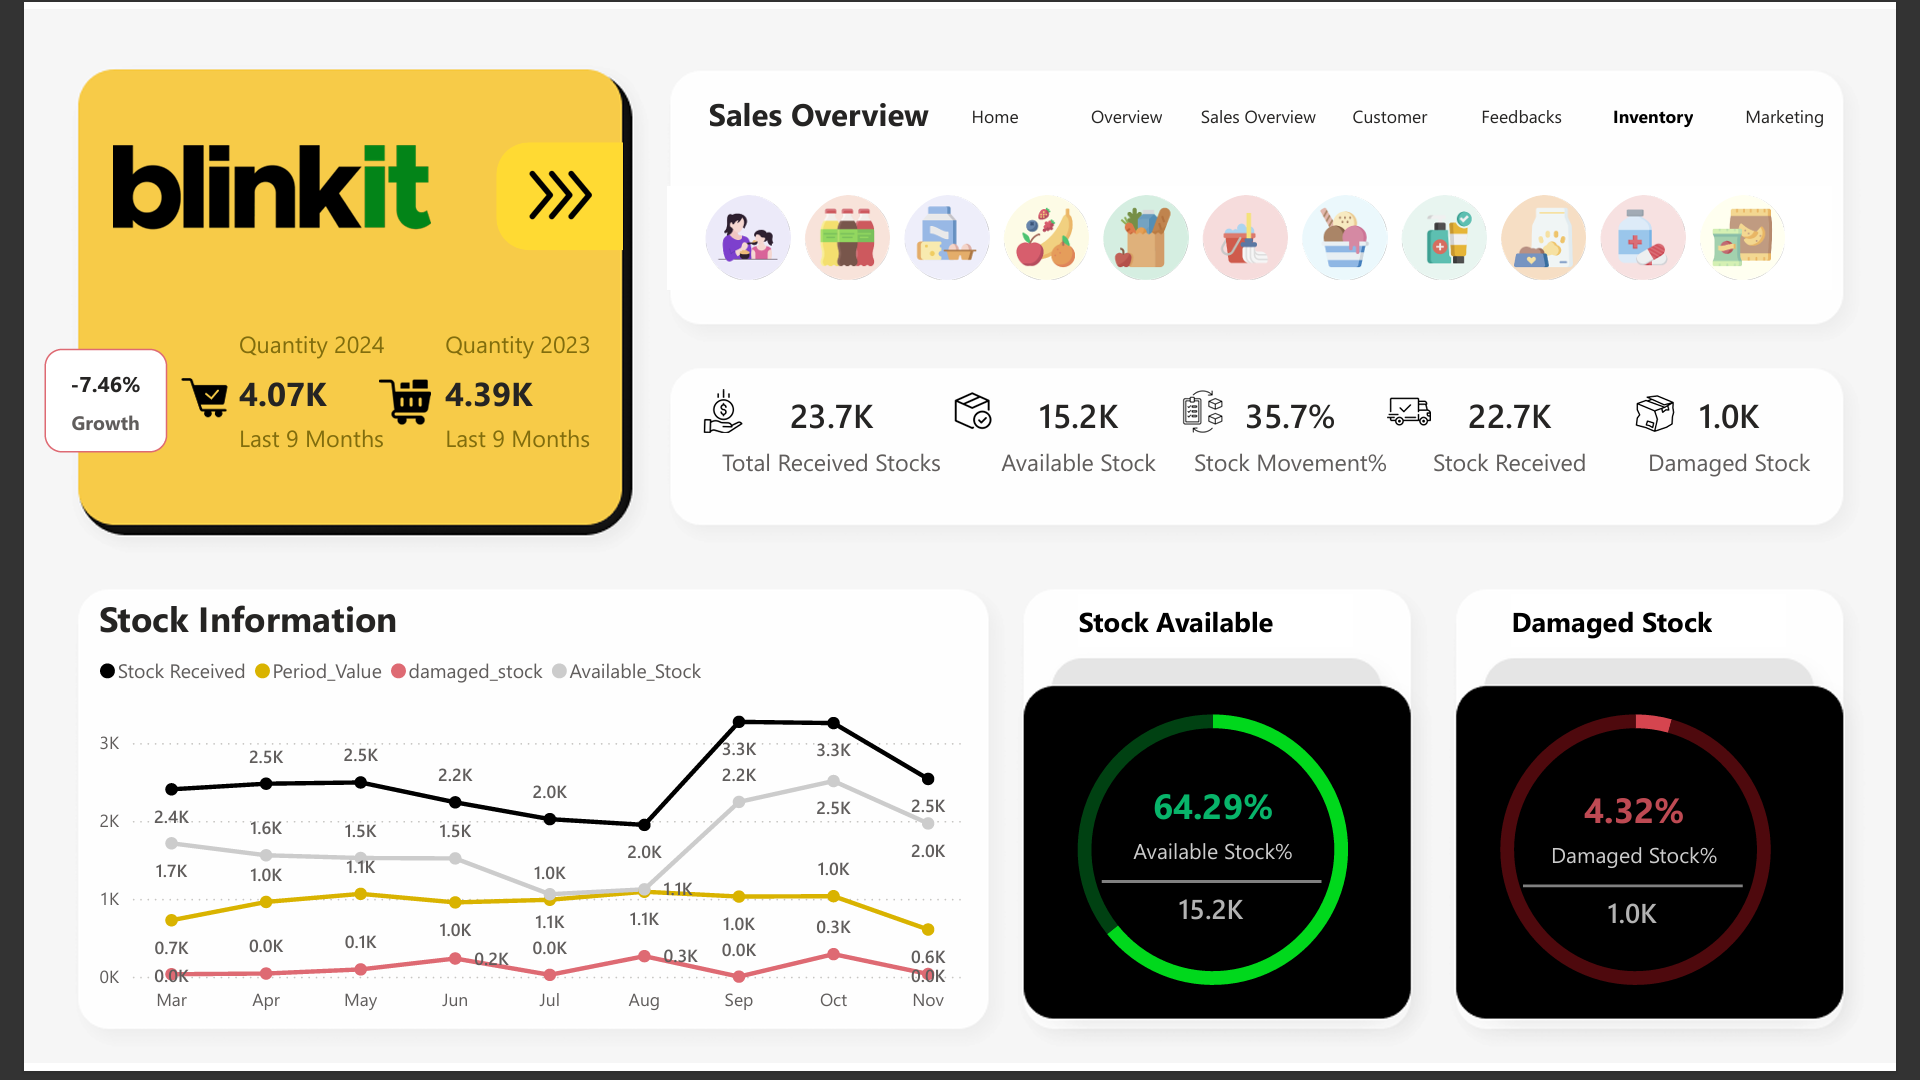 blinkit
Quantity 2024
Quantity 2023
-7.46%
Growth
4.07K
4.39K
Last 9 Months
Last 9 Months
Sales Overview
Home
Overview
Sales Overview
Customer
Feedbacks
Inventory
Marketing
23.7K
Total Received Stocks
15.2K
Available Stock
35.7%
Stock Movement%
22.7K
Stock Received
1.0K
Damaged Stock
Stock Information
Stock Received
Period_Value
damaged_stock
Available_Stock
3K
2K
1K
0K
2.4K
2.5K
2.5K
2.2K
2.0K
2.0K
3.3K
3.3K
2.5K
1.7K
1.6K
1.5K
1.5K
1.0K
1.1K
2.2K
2.5K
2.0K
0.7K
1.0K
1.1K
1.0K
1.1K
1.1K
1.0K
1.0K
0.6K
0.0K
0.0K
0.1K
0.2K
0.0K
0.3K
0.0K
0.3K
0.0K
Mar
Apr
May
Jun
Jul
Aug
Sep
Oct
Nov
Stock Available
64.29%
Available Stock%
15.2K
Damaged Stock
4.32%
Damaged Stock%
1.0K